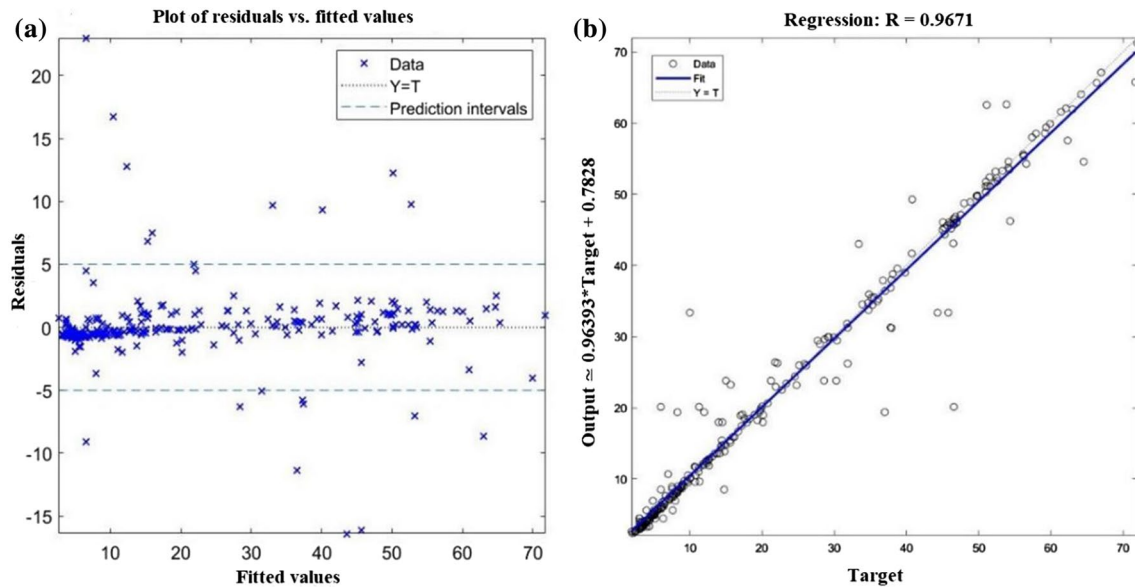 (a)
Plot of residuals vs. fitted values
Data
Y=T
Prediction intervals
Residuals
20
15
10
5
0
-5
-10
-15
10
20
30
40
50
60
70
Fitted values
(b)
Regression: R = 0.9671
Data
Fit
Y = T
Output ≃ 0.96393*Target + 0.7828
70
60
50
40
30
20
10
10
20
30
40
50
60
70
Target